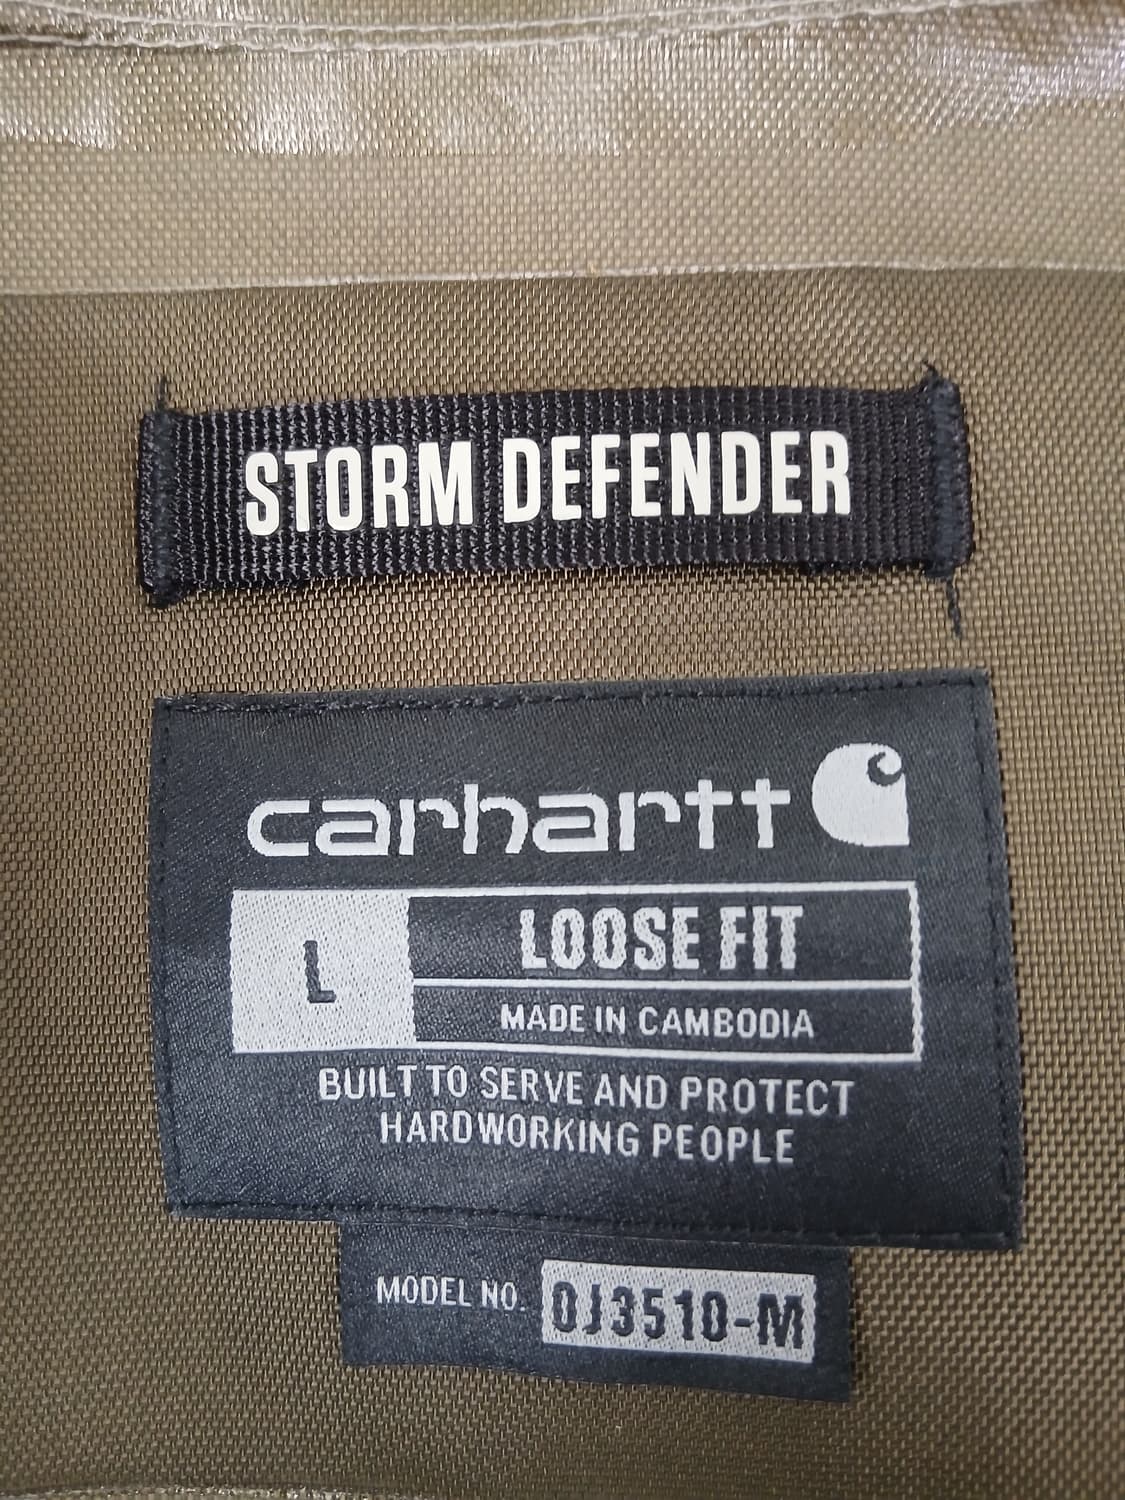 STORM DEFENDER
carhartt
L
LOOSE FIT
MADE IN CAMBODIA
BUILT TO SERVE AND PROTECT
HARDWORKING PEOPLE
MODEL NO. OJ3510-M